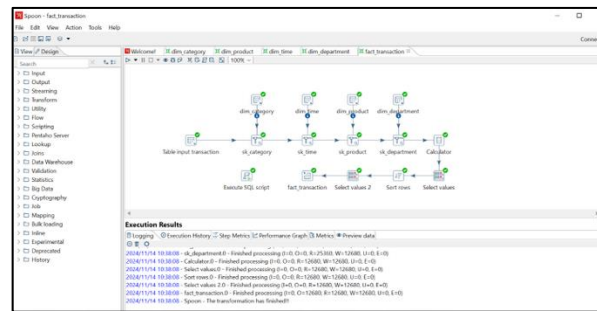 Spoon - fact_transaction
File Edit View Action Tools Help
Conne
View Design
Welcome! dim_category dim_product dim_time dim_department fact_transaction
Search
100%
Input
Output
Streaming
Transform
Utility
Flow
Scripting
Pentaho Server
Lookup
Joins
Data Warehouse
Validation
Statistics
Big Data
Cryptography
Job
Mapping
Bulk loading
Inline
Experimental
Deprecated
History
dim_category dim_time dim_product dim_department
Table input transaction sk_category sk_time sk_product sk_department Calculator
Execute SQL script fact_transaction Select values 2 Sort rows Select values
Execution Results
Logging Execution History Step Metrics Performance Graph Metrics Preview data
2024/11/14 10:38:08 - sk_department.0 - Finished processing (I=0, O=0, R=25360, W=12680, U=0, E=0)
2024/11/14 10:38:08 - Calculator.0 - Finished processing (I=0, O=0, R=12680, W=12680, U=0, E=0)
2024/11/14 10:38:08 - Select values.0 - Finished processing (I=0, O=0, R=12680, W=12680, U=0, E=0)
2024/11/14 10:38:08 - Sort rows.0 - Finished processing (I=0, O=0, R=12680, W=12680, U=0, E=0)
2024/11/14 10:38:08 - Select values 2.0 - Finished processing (I=0, O=0, R=12680, W=12680, U=0, E=0)
2024/11/14 10:38:08 - fact_transaction.0 - Finished processing (I=0, O=12680, R=12680, W=12680, U=0, E=0)
2024/11/14 10:38:08 - Spoon - The transformation has finished!!